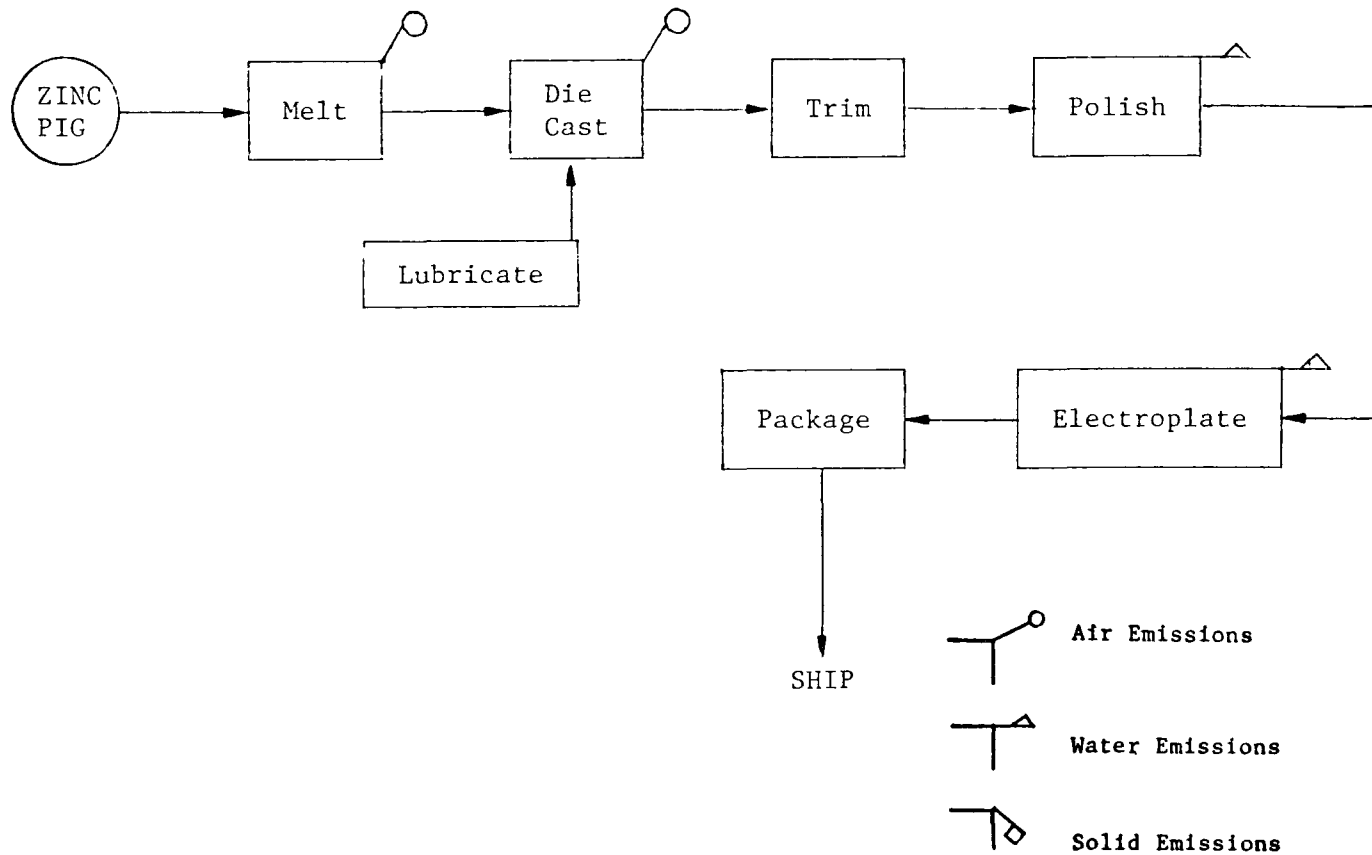 ZINC
PIG
Melt
Die
Cast
Trim
Polish
Lubricate
Package
Electroplate
SHIP
Air Emissions
Water Emissions
Solid Emissions